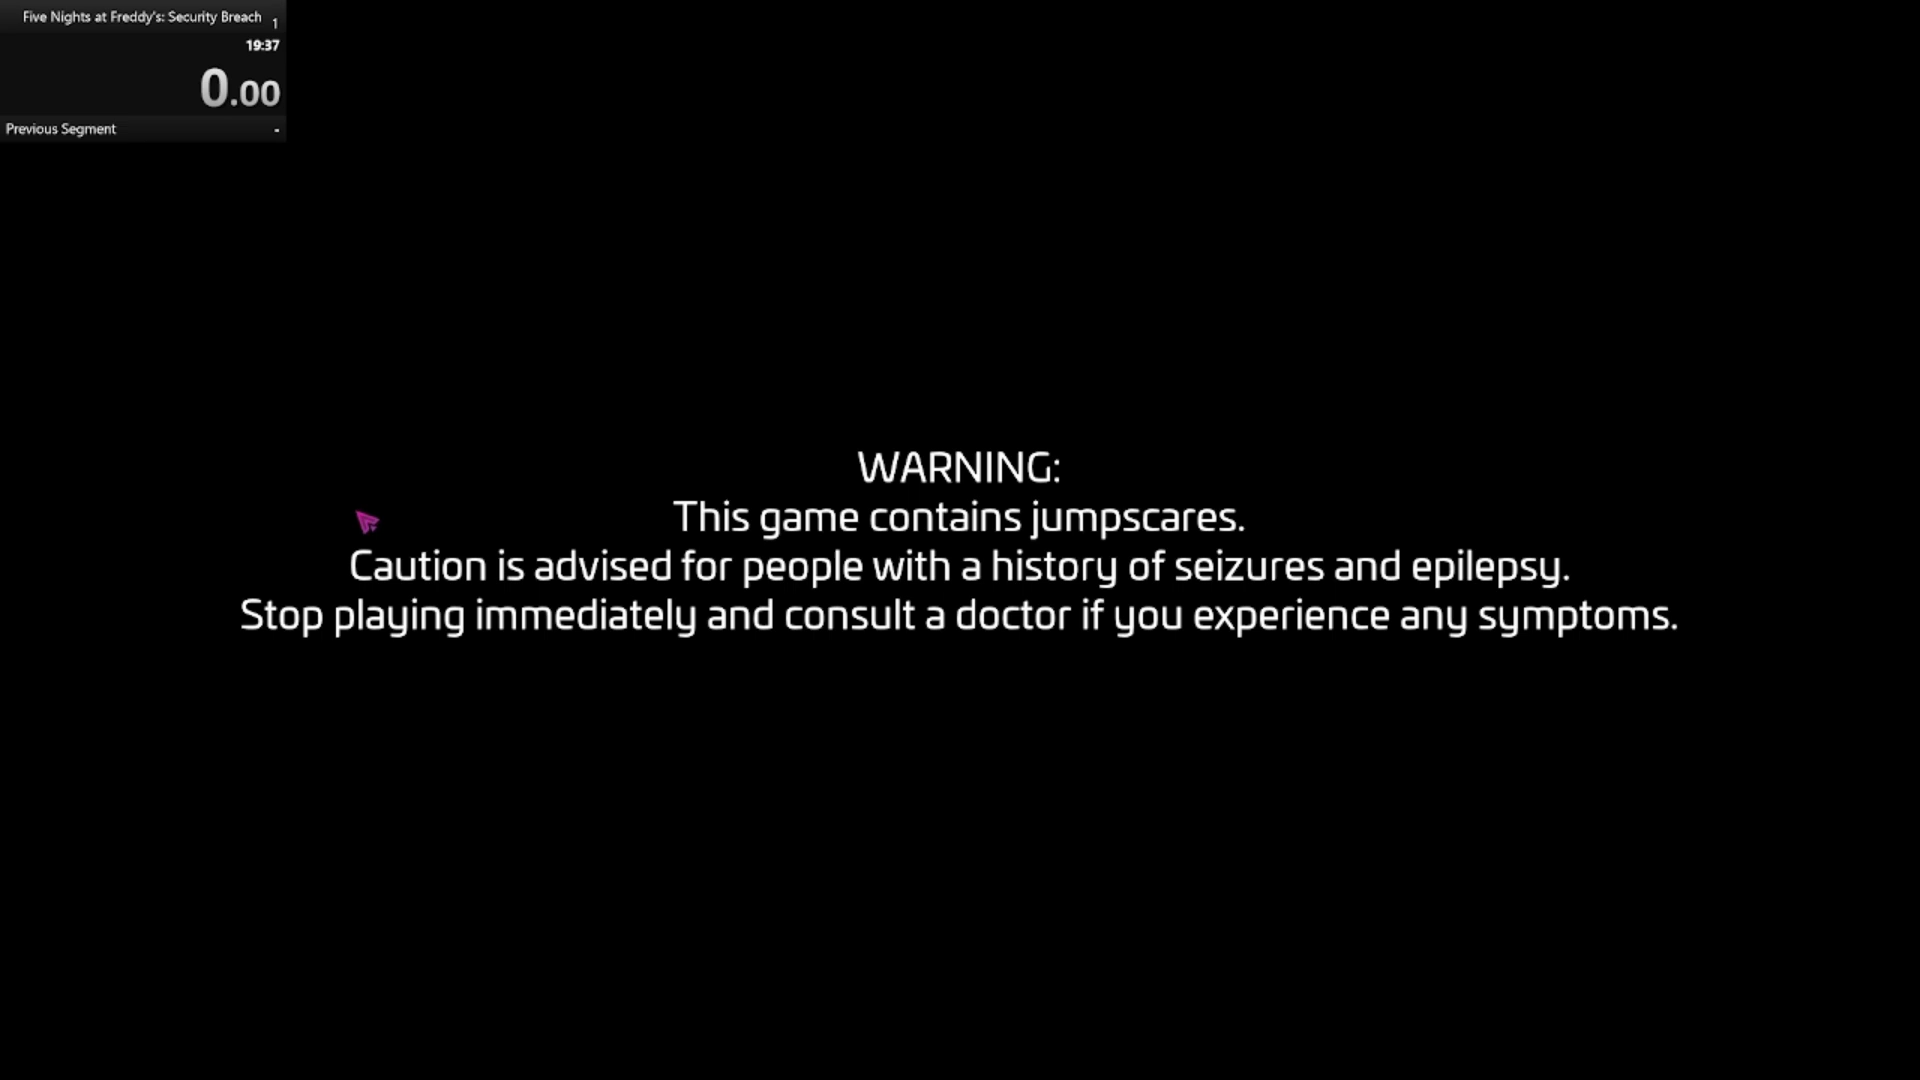 Five Nights at Freddy's: Security Breach 1
19:37
0.00
Previous Segment -
WARNING:
This game contains jumpscares.
Caution is advised for people with a history of seizures and epilepsy.
Stop playing immediately and consult a doctor if you experience any symptoms.